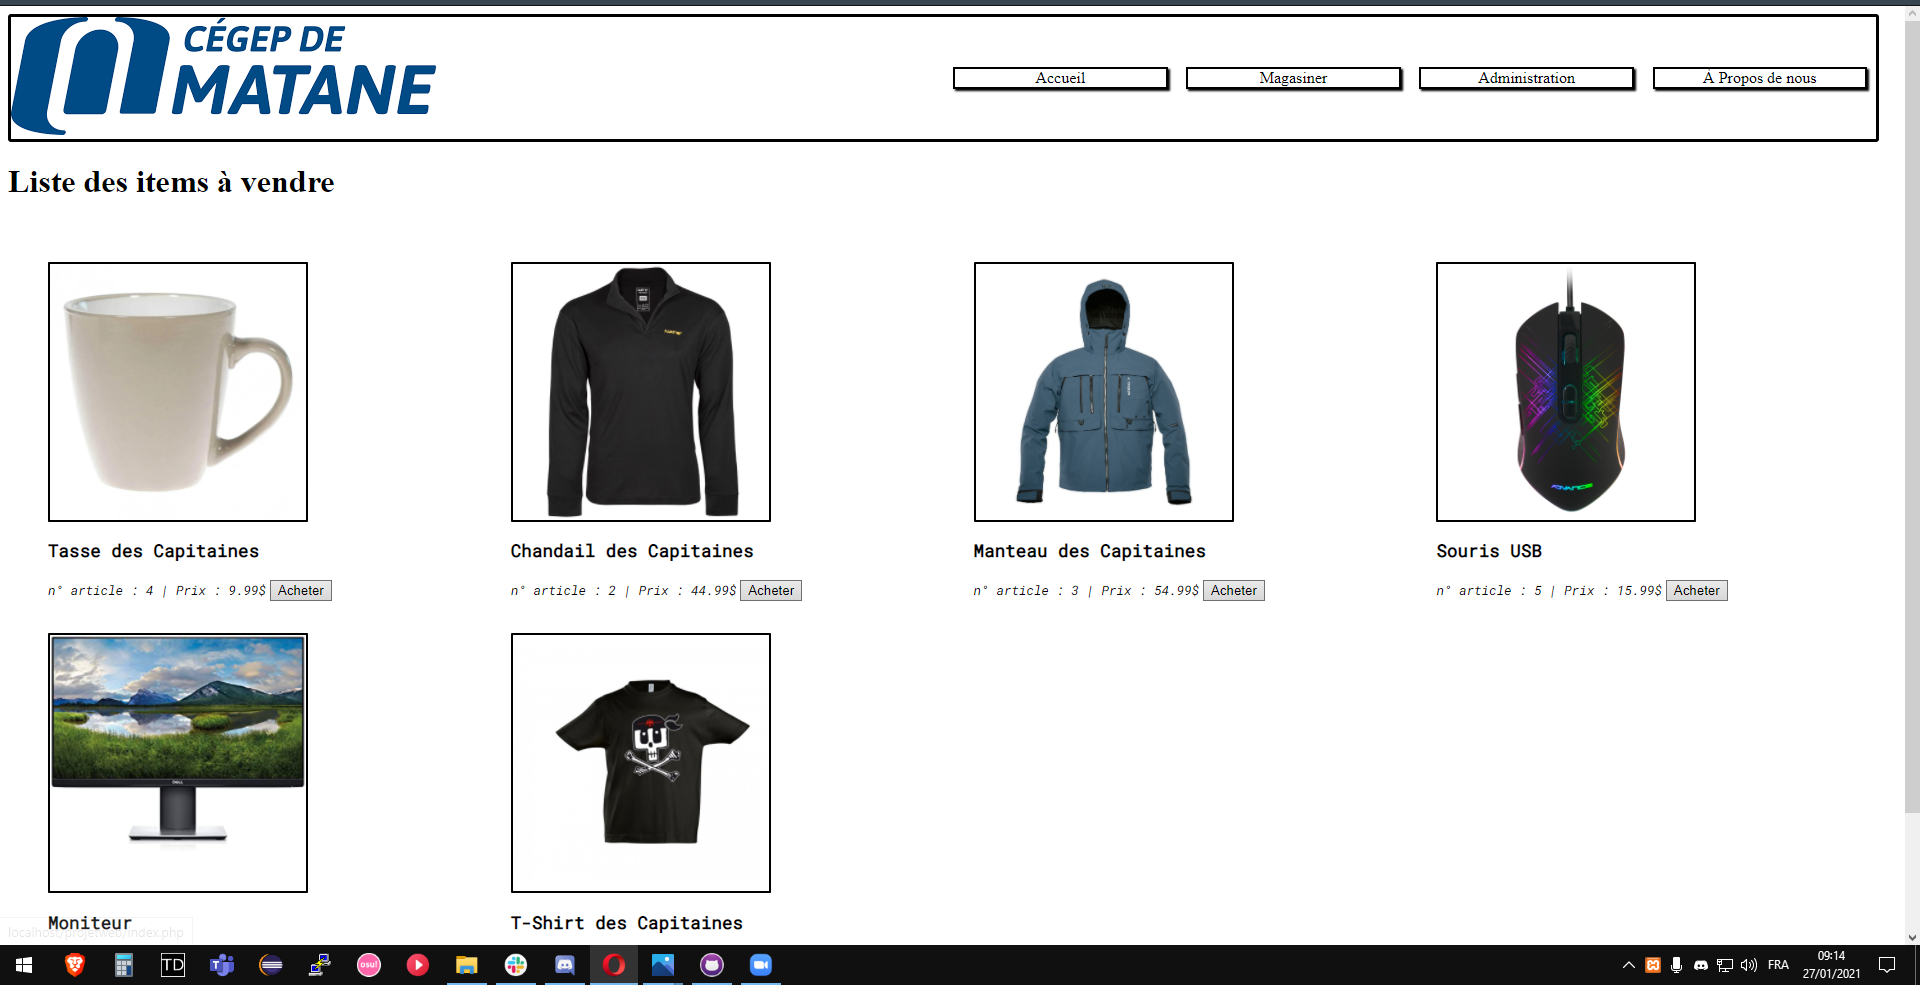 CÉGEP DE
MATANE
Accueil
Magasiner
Administration
À Propos de nous
Liste des items à vendre
Tasse des Capitaines
Chandail des Capitaines
Manteau des Capitaines
Souris USB
n° article : 4 | Prix : 9.99$ Acheter
n° article : 2 | Prix : 44.99$ Acheter
n° article : 3 | Prix : 54.99$ Acheter
n° article : 5 | Prix : 15.99$ Acheter
DELL
Moniteur
T-Shirt des Capitaines
localhost/projetweb/index.php
TD
osu!
FRA
09:14
27/01/2021